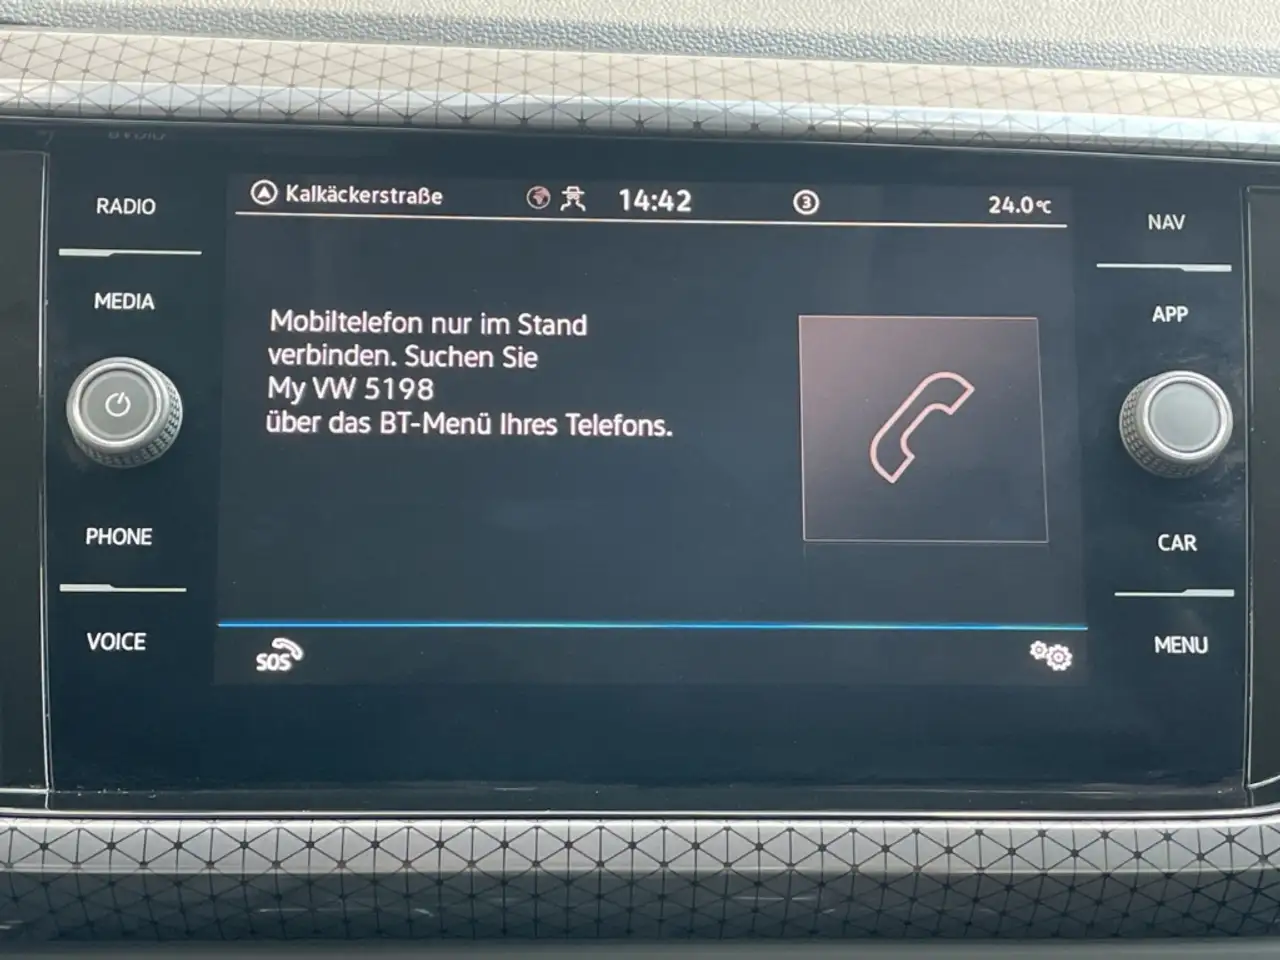 RADIO
MEDIA
PHONE
VOICE
Kalkäckerstraße
14:42
3
24.0°C
Mobiltelefon nur im Stand
verbinden. Suchen Sie
My VW 5198
über das BT-Menü Ihres Telefons.
SOS
NAV
APP
CAR
MENU